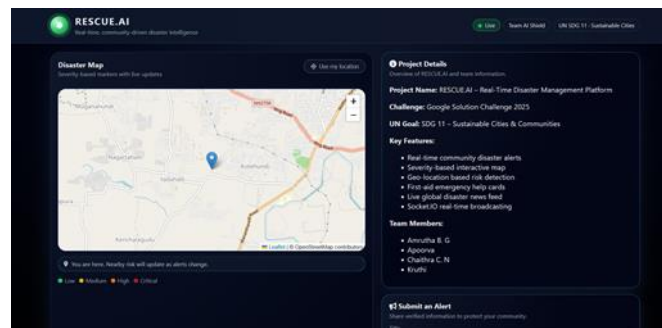 RESCUE.AI
Real-time, community-driven disaster intelligence
Live
Team AI Shield
UN SDG 11 · Sustainable Cities
Disaster Map
Severity-based markers with live updates
Use my location
+
−
Leaflet | © OpenStreetMap contributors
You are here. Nearby risk will update as alerts change.
Low
Medium
High
Critical
Project Details
Overview of RESCUE.AI and team information.
Project Name: RESCUE.AI – Real-Time Disaster Management Platform
Challenge: Google Solution Challenge 2025
UN Goal: SDG 11 – Sustainable Cities & Communities
Key Features:
Real-time community disaster alerts
Severity-based interactive map
Geo-location based risk detection
First-aid emergency help cards
Live global disaster news feed
Socket.IO real-time broadcasting
Team Members:
Amrutha B. G
Apoorva
Chaithra C. N
Kruthi
Submit an Alert
Share verified information to protect your community.